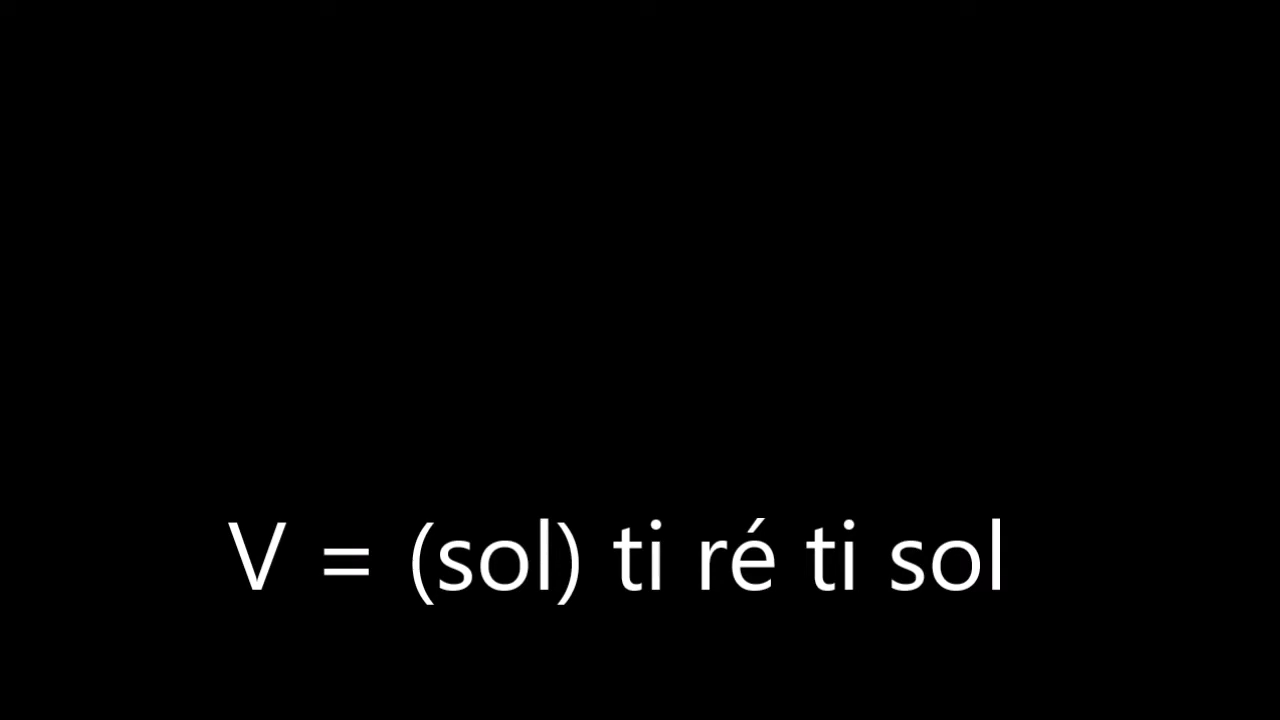 V = (sol) ti ré ti sol